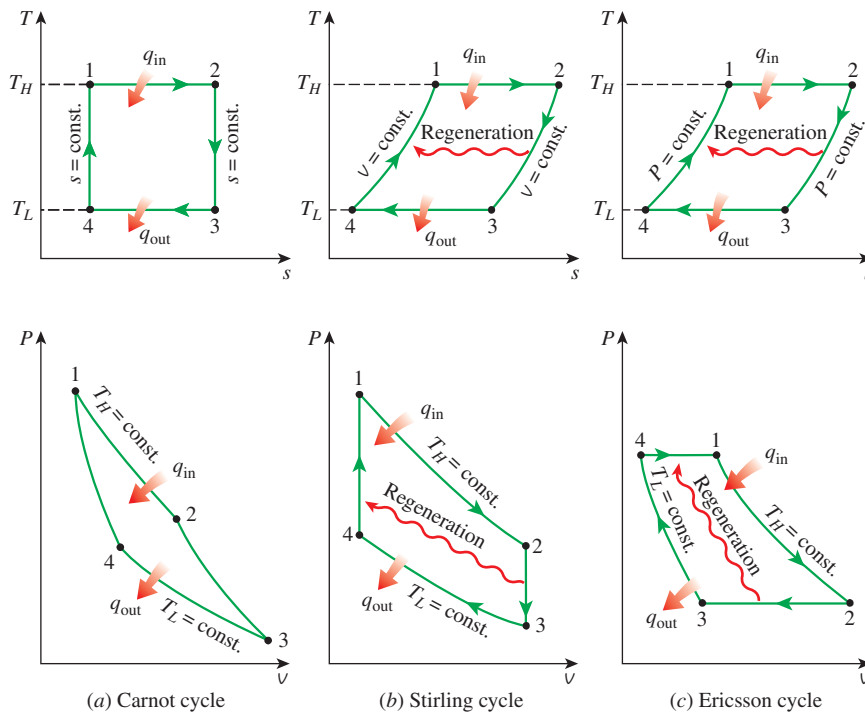 T
1
q_in
2
T_H
s = const.
s = const.
T_L
4
q_out
3
s
T
1
q_in
2
T_H
Regeneration
v = const.
v = const.
T_L
4
q_out
3
s
T
1
q_in
2
T_H
Regeneration
P = const.
P = const.
T_L
4
q_out
3
P
1
T_H = const.
q_in
2
4
q_out
T_L = const.
3
v
P
1
q_in
T_H = const.
Regeneration
2
4
q_out
T_L = const.
3
v
P
4
1
q_in
T_L = const.
Regeneration
T_H = const.
q_out
3
2
v
(a) Carnot cycle
(b) Stirling cycle
(c) Ericsson cycle